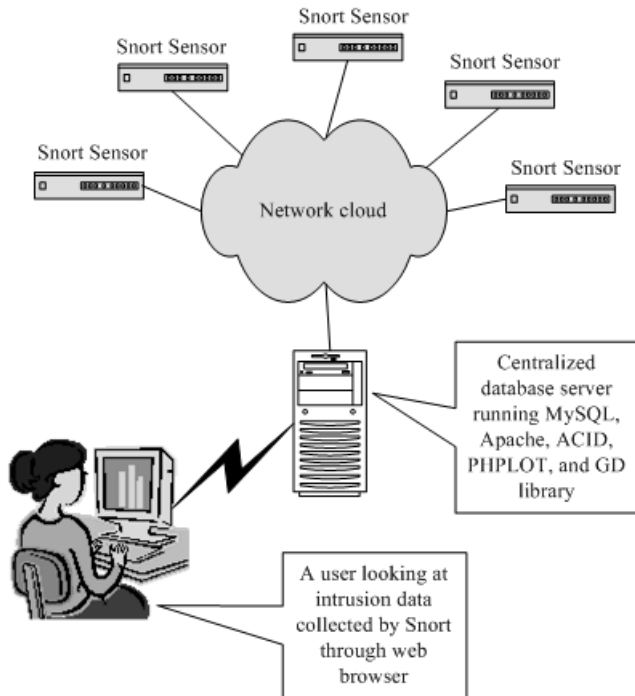 Snort Sensor
Snort Sensor
Snort Sensor
Snort Sensor
Snort Sensor
Network cloud
Centralized
database server
running MySQL,
Apache, ACID,
PHPLOT, and GD
library
A user looking at
intrusion data
collected by Snort
through web
browser